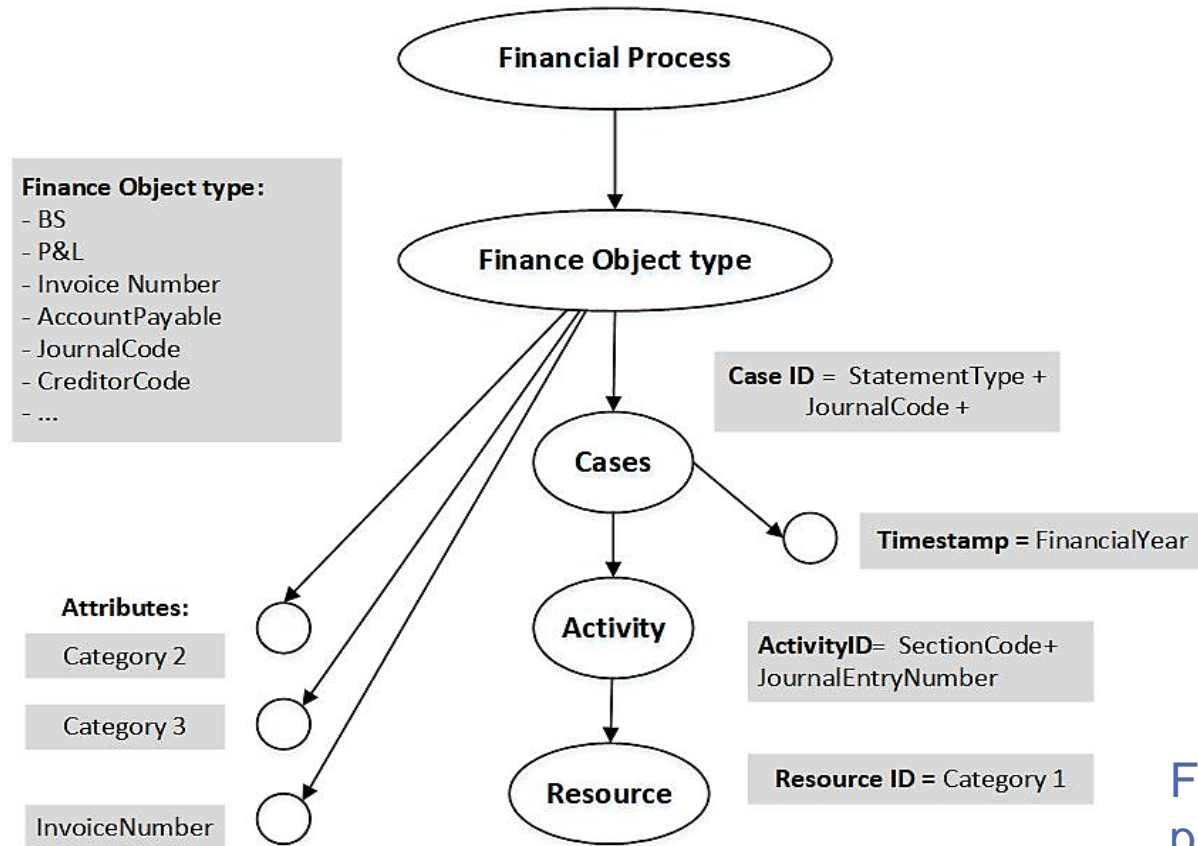 Financial Process
Finance Object type:
- BS
- P&L
- Invoice Number
- AccountPayable
- JournalCode
- CreditorCode
- ...
Finance Object type
Case ID = StatementType +
JournalCode +
Cases
Timestamp = FinancialYear
Attributes:
Category 2
Activity
ActivityID= SectionCode+
JournalEntryNumber
Category 3
Resource
Resource ID = Category 1
InvoiceNumber
F
p